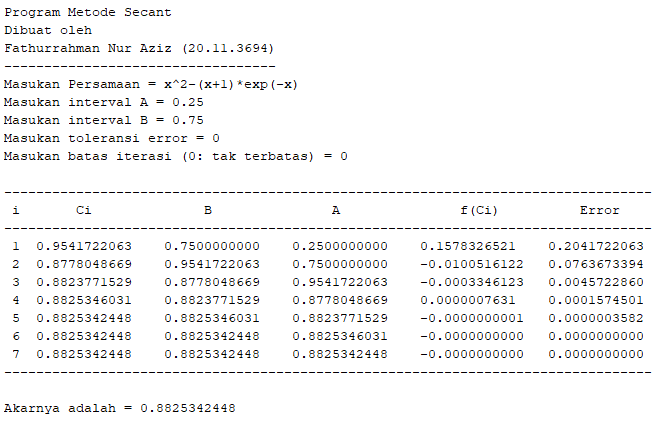 Program Metode Secant
Dibuat oleh
Fathurrahman Nur Aziz (20.11.3694)
----------------------------------
Masukan Persamaan = x^2-(x+1)*exp(-x)
Masukan interval A = 0.25
Masukan interval B = 0.75
Masukan toleransi error = 0
Masukan batas iterasi (0: tak terbatas) = 0
---------------------------------------------------------------------------------
i Ci B A f(Ci) Error
---------------------------------------------------------------------------------
1 0.9541722063 0.7500000000 0.2500000000 0.1578326521 0.2041722063
2 0.8778048669 0.9541722063 0.7500000000 -0.0100516122 0.0763673394
3 0.8823771529 0.8778048669 0.9541722063 -0.0003346123 0.0045722860
4 0.8825346031 0.8823771529 0.8778048669 0.0000007631 0.0001574501
5 0.8825342448 0.8825346031 0.8823771529 -0.0000000001 0.0000003582
6 0.8825342448 0.8825342448 0.8825346031 -0.0000000000 0.0000000000
7 0.8825342448 0.8825342448 0.8825342448 -0.0000000000 0.0000000000
---------------------------------------------------------------------------------
Akarnya adalah = 0.8825342448